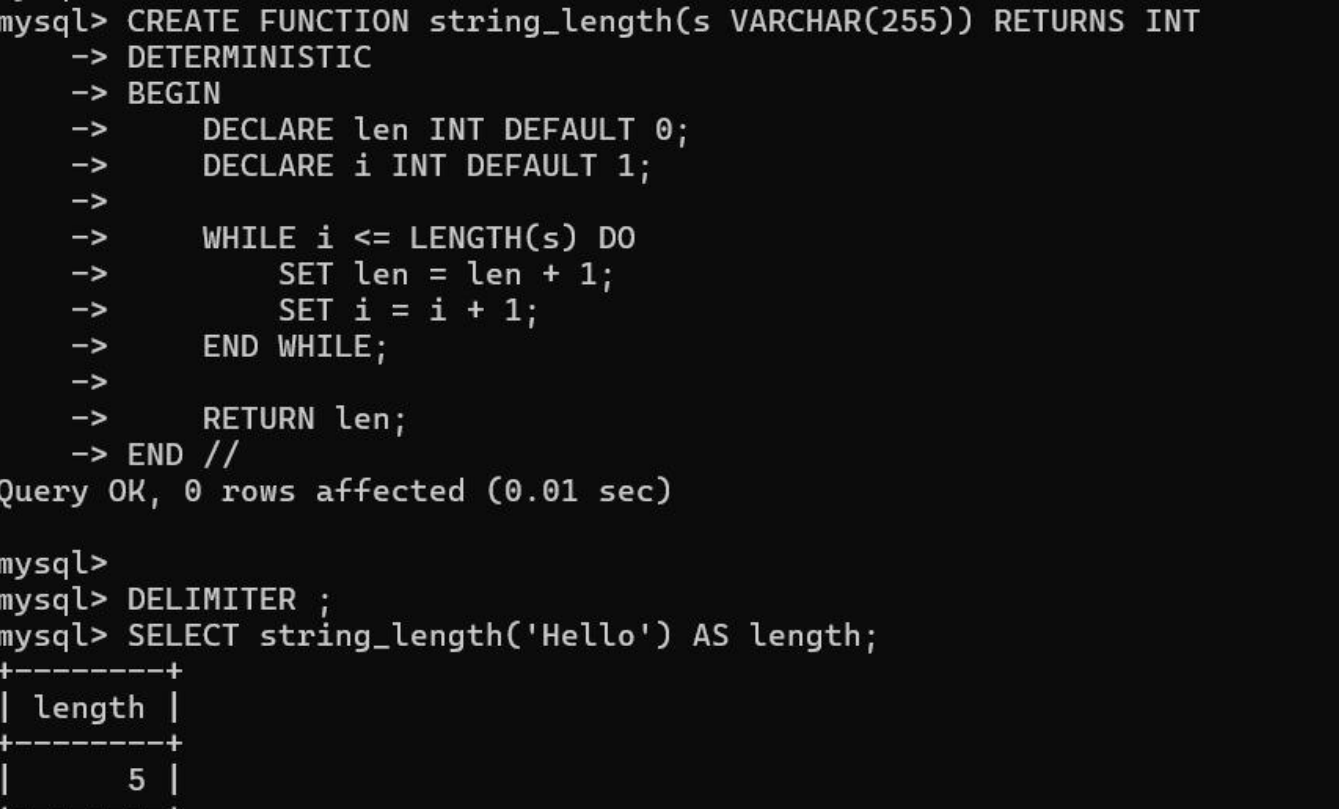 mysql> CREATE FUNCTION string_length(s VARCHAR(255)) RETURNS INT
    -> DETERMINISTIC
    -> BEGIN
    ->     DECLARE len INT DEFAULT 0;
    ->     DECLARE i INT DEFAULT 1;
    ->
    ->     WHILE i <= LENGTH(s) DO
    ->         SET len = len + 1;
    ->         SET i = i + 1;
    ->     END WHILE;
    ->
    ->     RETURN len;
    -> END //
Query OK, 0 rows affected (0.01 sec)

mysql>
mysql> DELIMITER ;
mysql> SELECT string_length('Hello') AS length;
+--------+
| length |
+--------+
|      5 |
+--------+